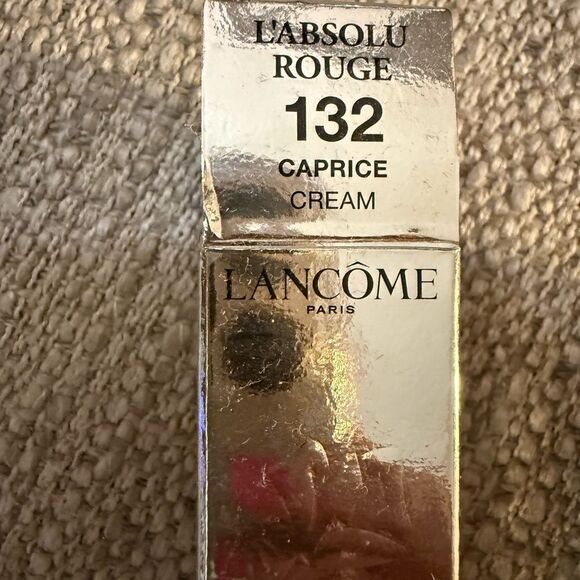 L'ABSOLU
ROUGE
132
CAPRICE
CREAM
LANCÔME
PARIS